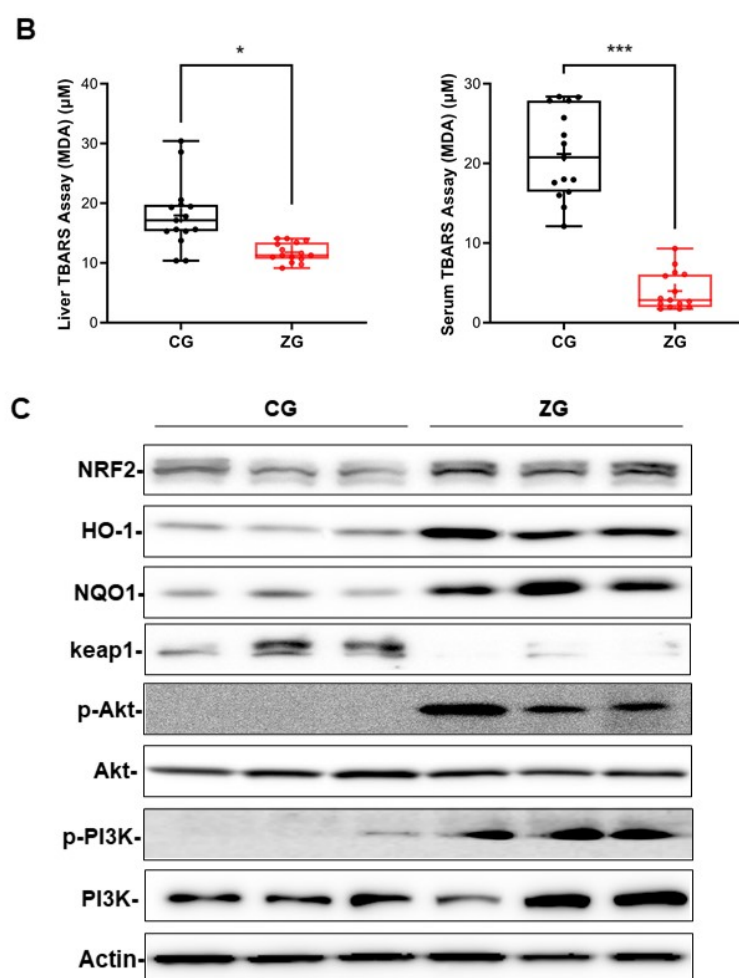 B
* ***
Liver TBARS Assay (MDA) (μM)
40
30
20
10
0
CG ZG
Serum TBARS Assay (MDA) (μM)
30
20
10
0
CG ZG
C
CG ZG
NRF2-
HO-1-
NQO1-
keap1-
p-Akt-
Akt-
p-PI3K-
PI3K-
Actin-